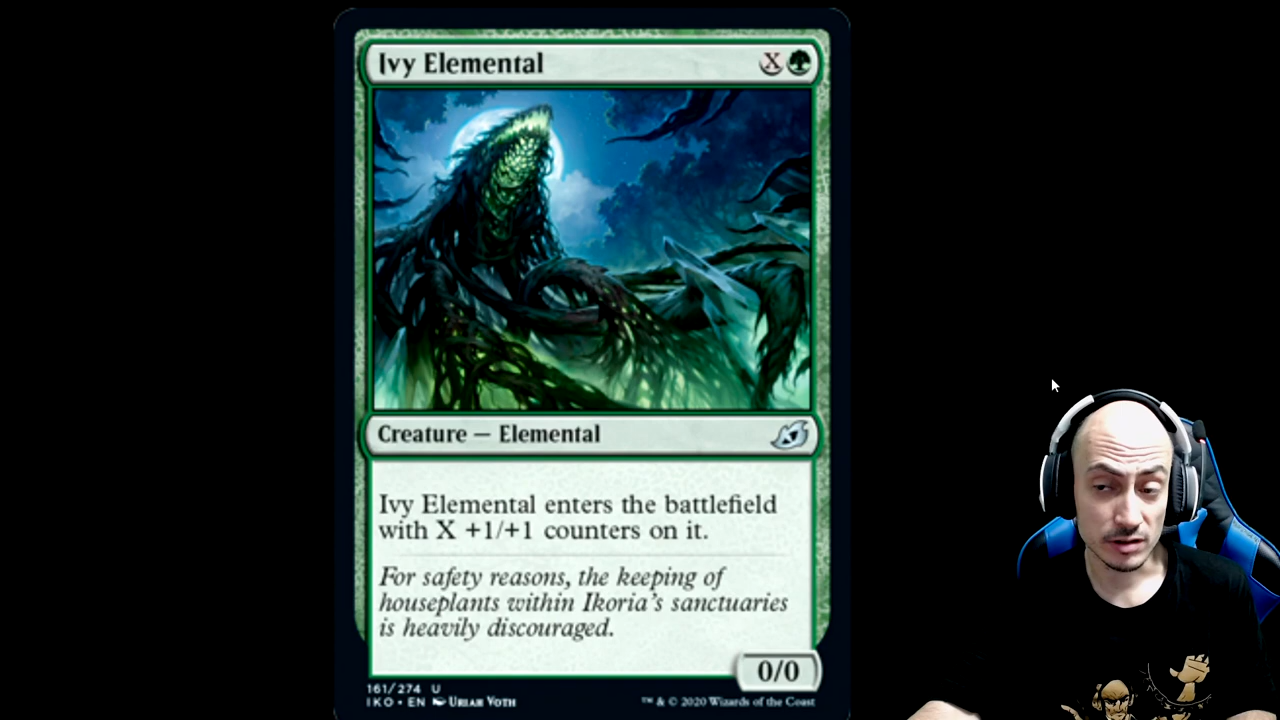 Ivy Elemental X
Creature — Elemental
Ivy Elemental enters the battlefield
with X +1/+1 counters on it.
For safety reasons, the keeping of
houseplants within Ikoria's sanctuaries
is heavily discouraged.
0/0
161/274 U
IKO • EN Uriah Voth
™ & © 2020 Wizards of the Coast